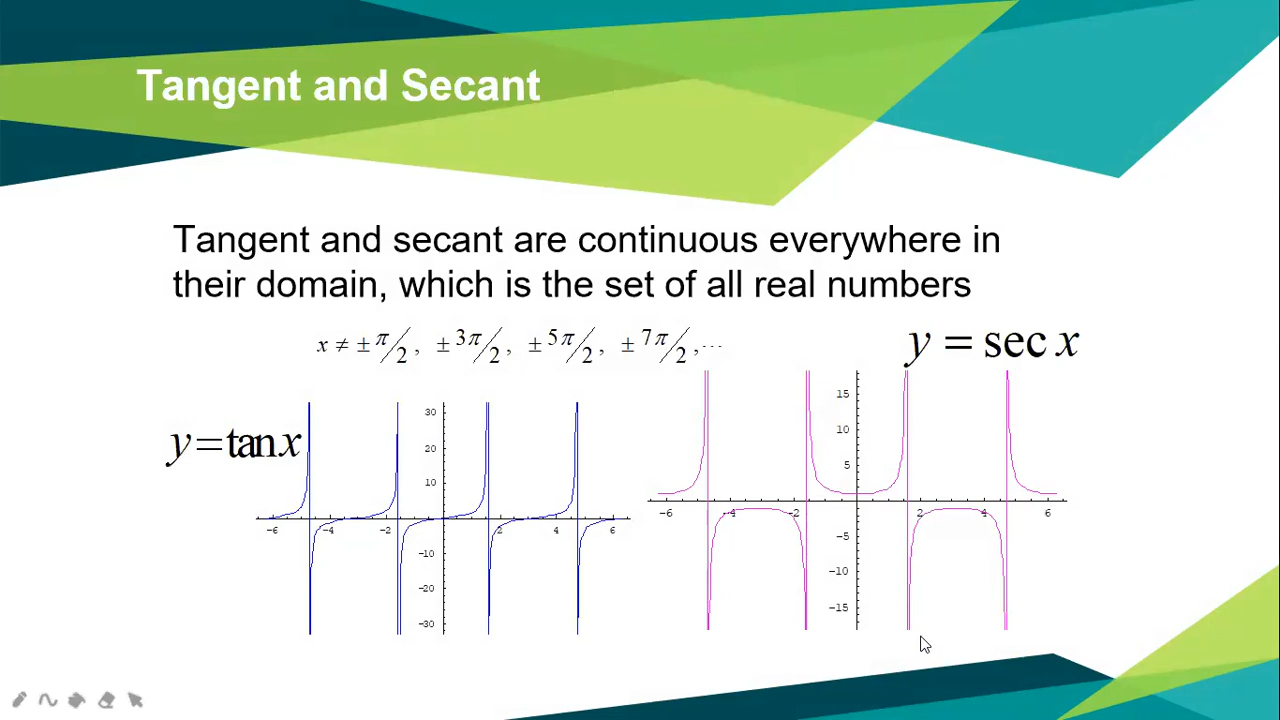 Tangent and Secant
Tangent and secant are continuous everywhere in
their domain, which is the set of all real numbers
x ≠ ± π/2 , ± 3π/2 , ± 5π/2 , ± 7π/2 ,⋯
y = sec x
y=tanx
30
20
10
-10
-20
-30
-6 -4 -2 2 4 6
15
10
5
-5
-10
-15
-6 -4 -2 2 4 6